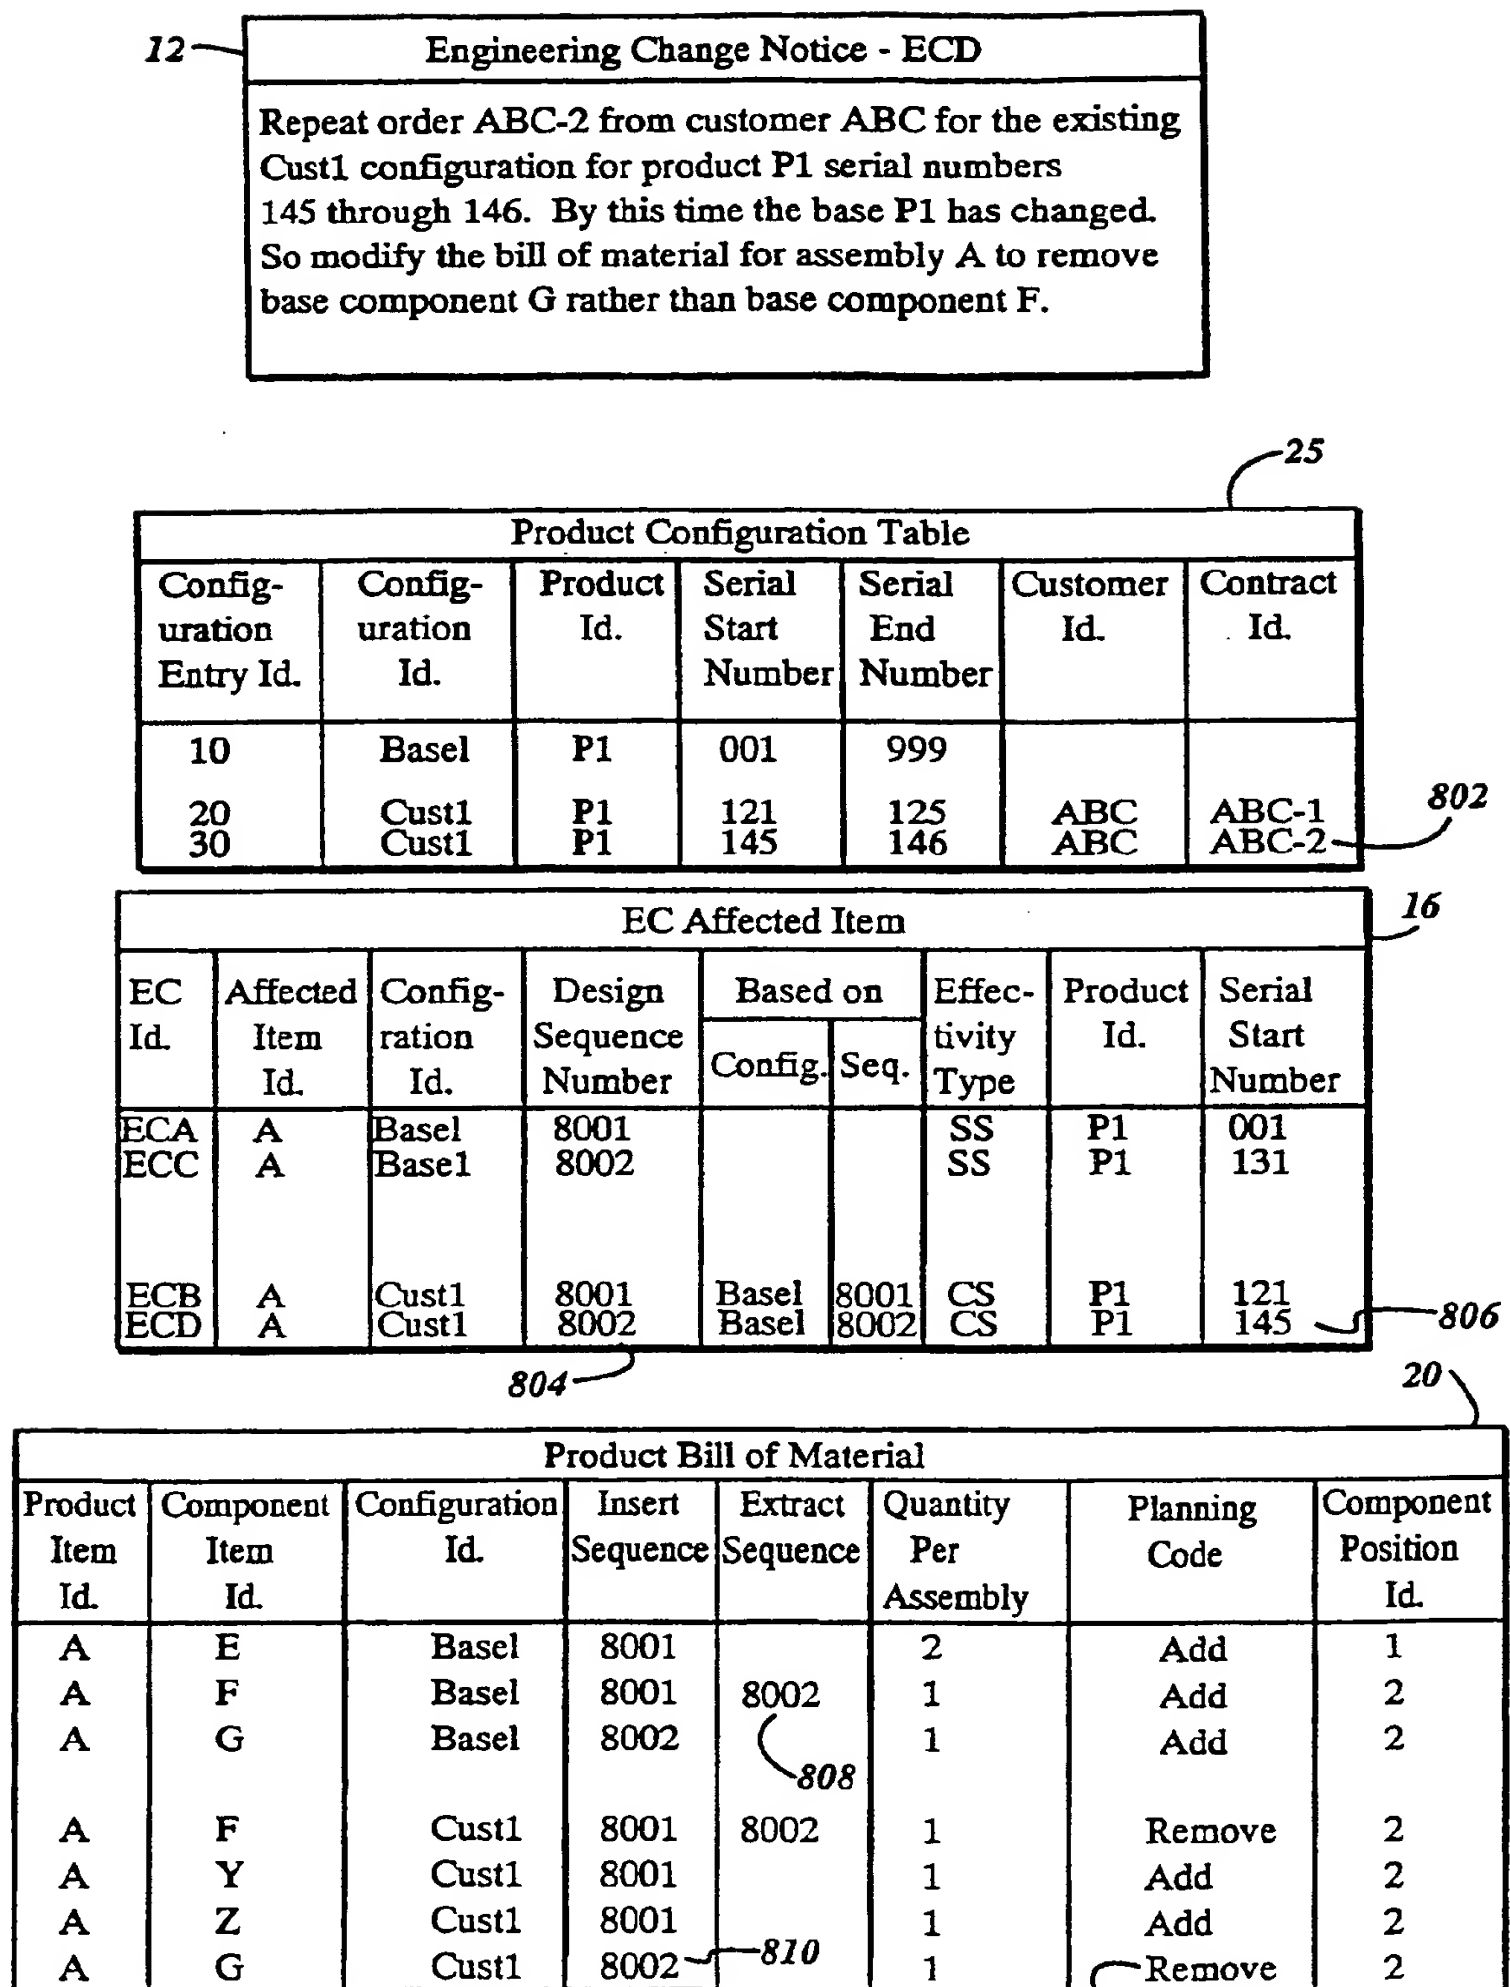 12
Engineering Change Notice - ECD
Repeat order ABC-2 from customer ABC for the existing
Cust1 configuration for product P1 serial numbers
145 through 146. By this time the base P1 has changed.
So modify the bill of material for assembly A to remove
base component G rather than base component F.
25
Product Configuration Table
Config- Config- Product Serial Serial Customer Contract
uration uration Id. Start End Id. Id.
Entry Id. Id. Number Number
10 Base1 P1 001 999
20 Cust1 P1 121 125 ABC ABC-1 802
30 Cust1 P1 145 146 ABC ABC-2
EC Affected Item 16
EC Affected Config- Design Based on Effec- Product Serial
Id. Item ration Sequence tivity Id. Start
Id. Id. Number Config. Seq. Type Number
ECA A Base1 8001 SS P1 001
ECC A Base1 8002 SS P1 131
ECB A Cust1 8001 Base1 8001 CS P1 121
ECD A Cust1 8002 Base1 8002 CS P1 145 806
804
20
Product Bill of Material
Product Component Configuration Insert Extract Quantity Planning Component
Item Item Id. Sequence Sequence Per Code Position
Id. Id. Assembly Id.
A E Base1 8001 2 Add 1
A F Base1 8001 8002 1 Add 2
A G Base1 8002 1 Add 2
808
A F Cust1 8001 8002 1 Remove 2
A Y Cust1 8001 1 Add 2
A Z Cust1 8001 1 Add 2
A G Cust1 8002 810 1 Remove 2